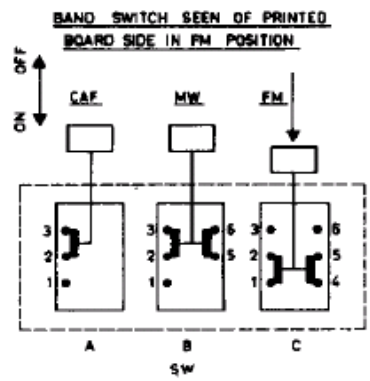 BAND SWITCH SEEN OF PRINTED
BOARD SIDE IN FM POSITION
OFF
ON
CAF MW FM
3 3 6 3 6
2 2 5 2 5
1 1 1 4
A B C
SW